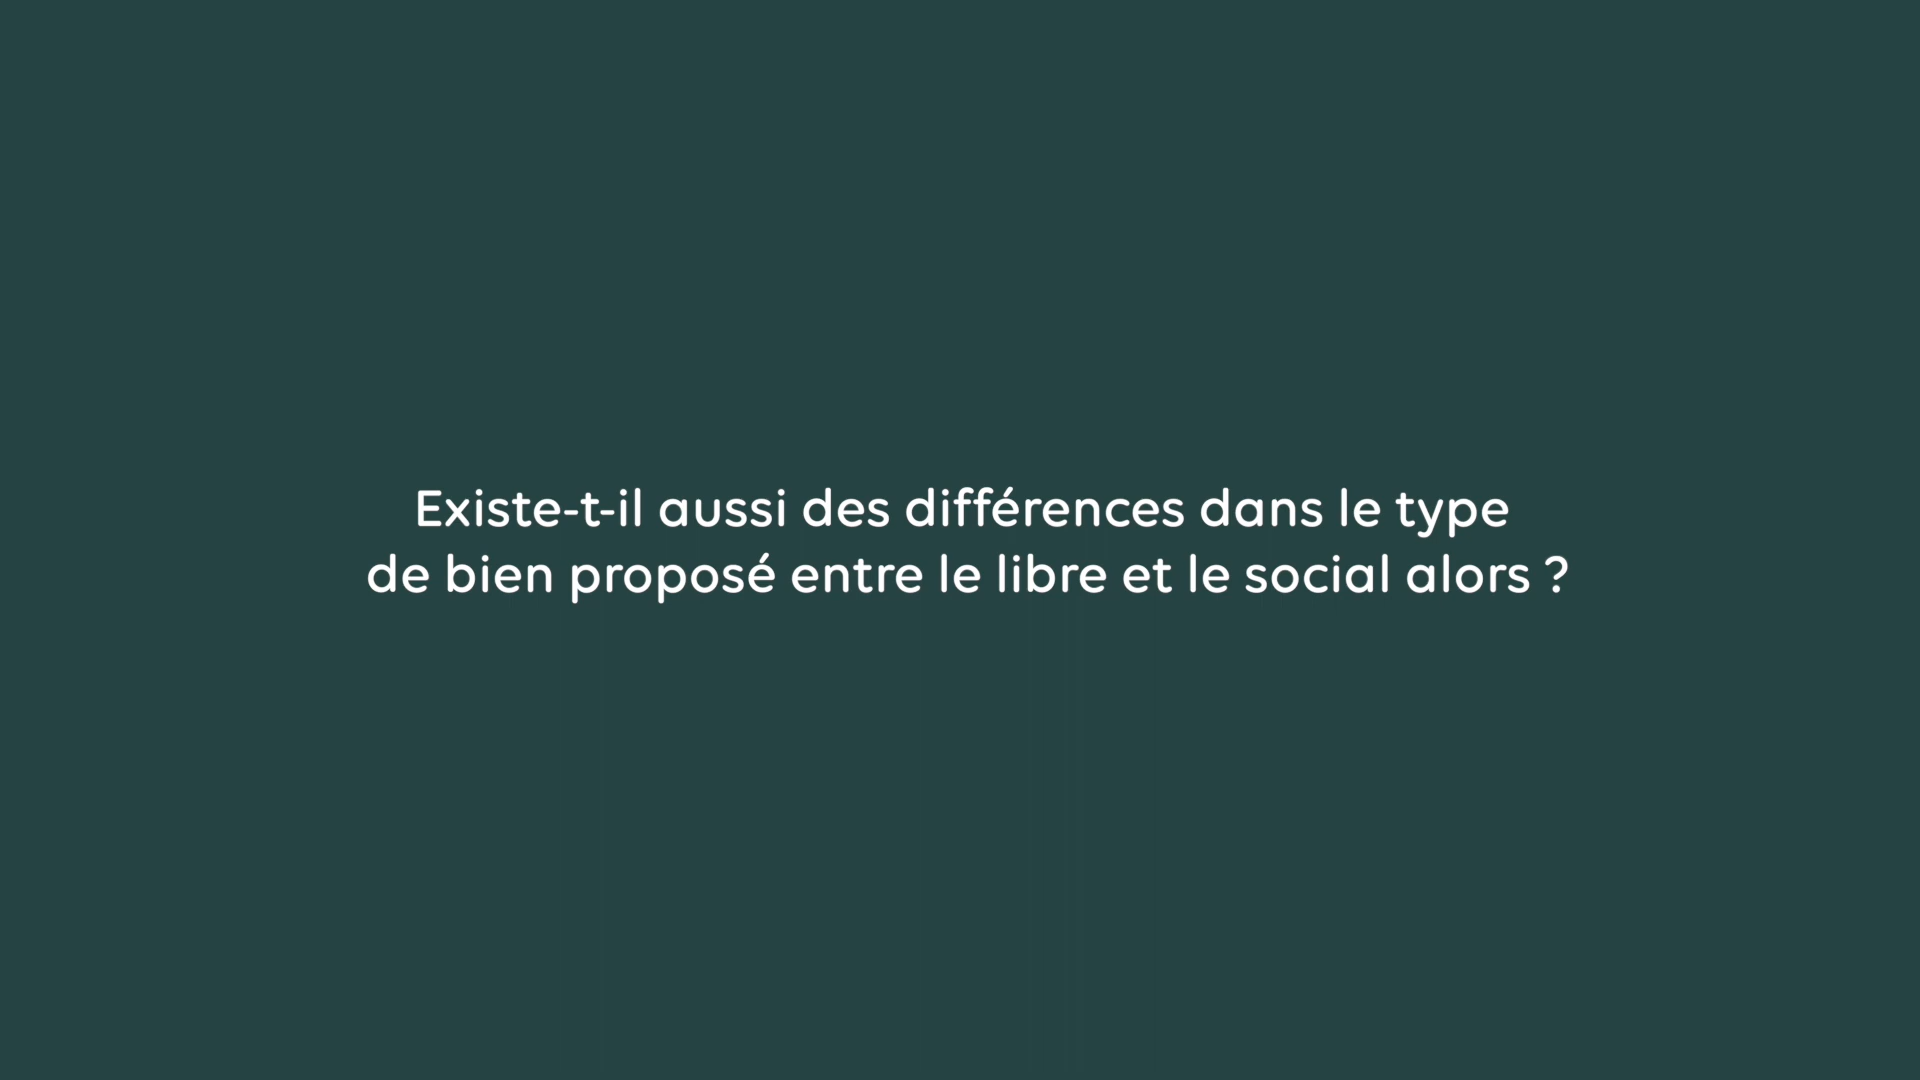 Existe-t-il aussi des différences dans le type
de bien proposé entre le libre et le social alors ?